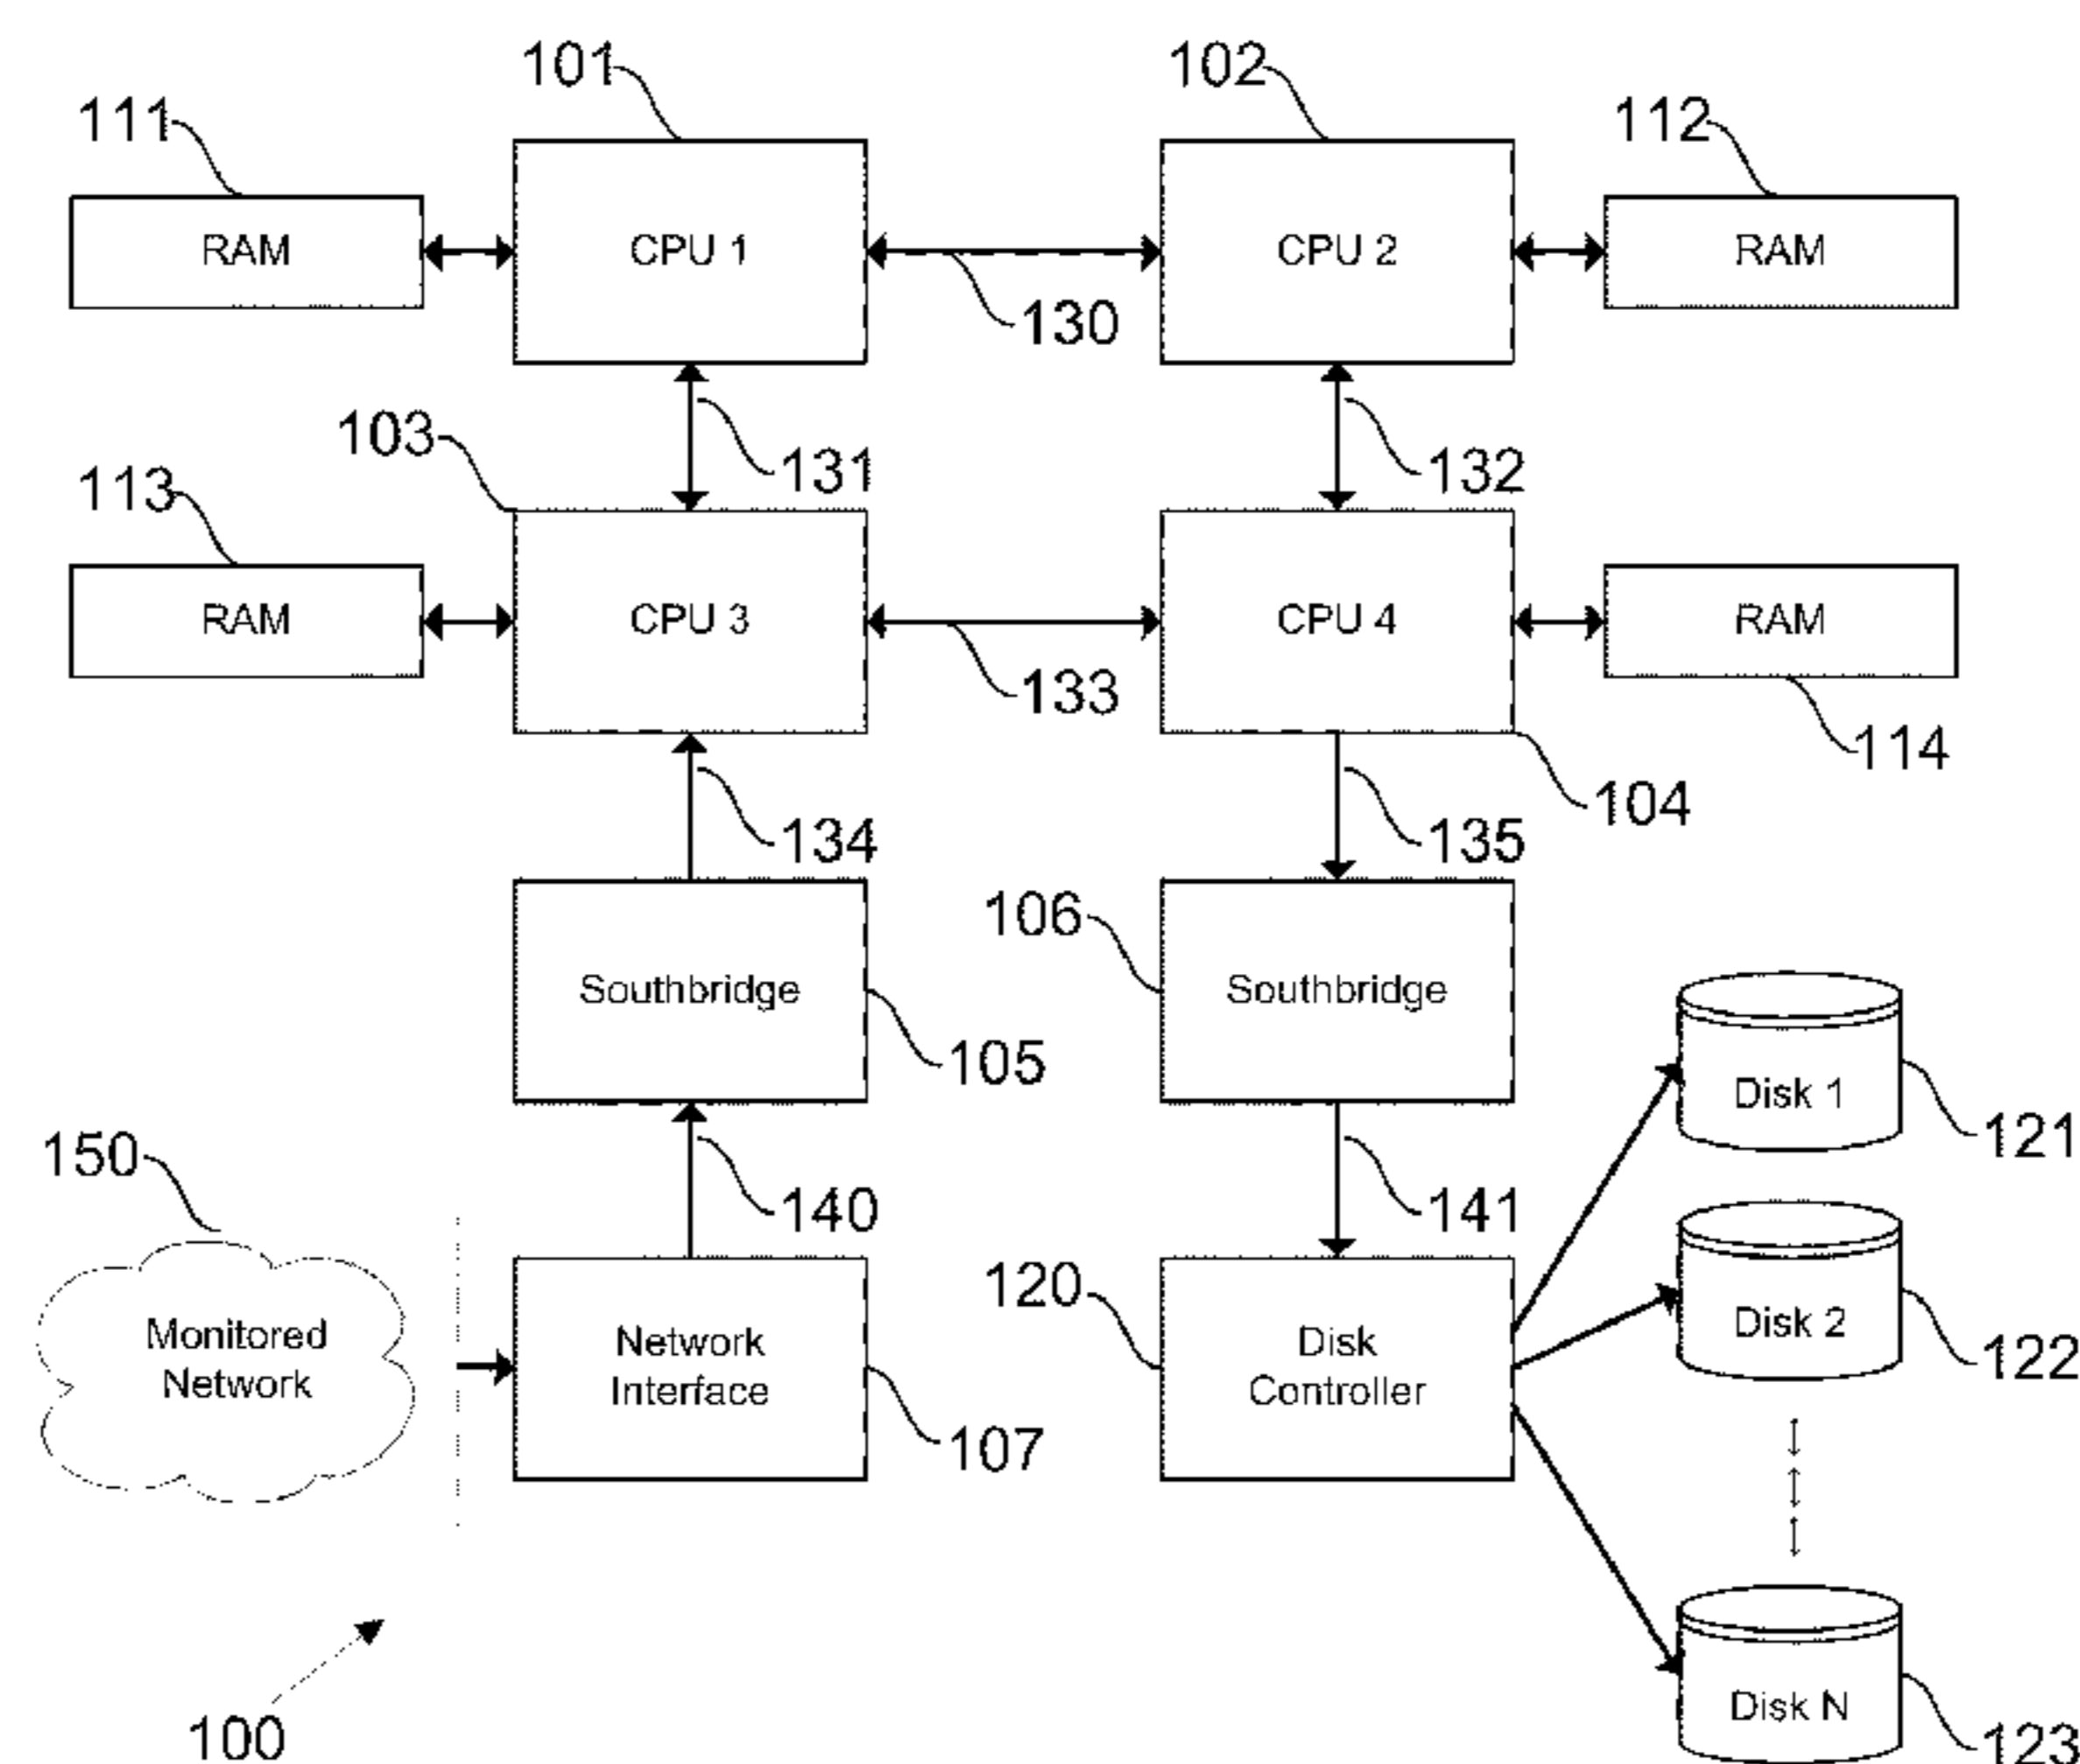 101
102
111
112
RAM
CPU 1
CPU 2
RAM
130
103
131
132
113
RAM
CPU 3
CPU 4
RAM
133
114
104
134
135
106
Southbridge
Southbridge
105
Disk 1
121
150
140
141
120
Monitored
Network
Network
Interface
Disk
Controller
Disk 2
122
107
Disk N
100
123